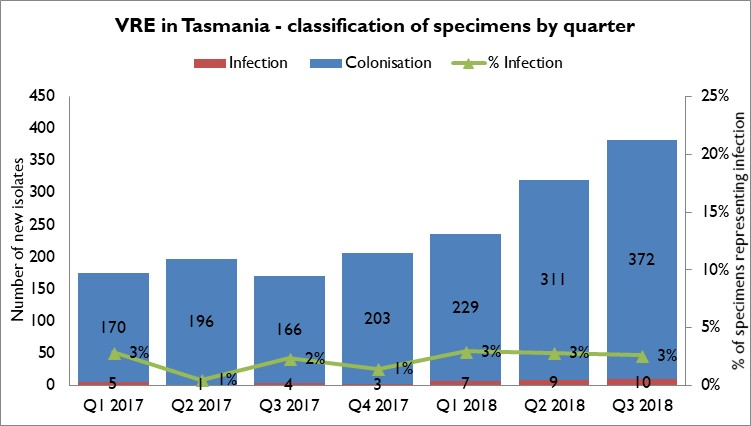 VRE in Tasmania - classification of specimens by quarter
Infection Colonisation % Infection
Number of new isolates
450
400
350
300
250
200
150
100
50
0
170 196 166 203 229 311 372
3% 1% 2% 1% 3% 3% 3%
5 1 4 3 7 9 10
Q1 2017 Q2 2017 Q3 2017 Q4 2017 Q1 2018 Q2 2018 Q3 2018
25%
20%
15%
10%
5%
0%
% of specimens representing infection